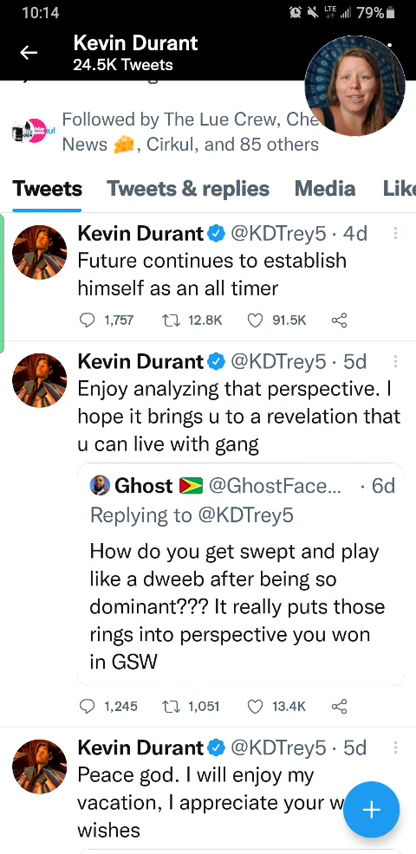 10:14 LTE 79%
Kevin Durant
24.5K Tweets
Followed by The Lue Crew, Che
News 🧀, Cirkul, and 85 others
Tweets Tweets & replies Media Like
Kevin Durant @KDTrey5 · 4d
Future continues to establish
himself as an all timer
1,757 12.8K 91.5K
Kevin Durant @KDTrey5 · 5d
Enjoy analyzing that perspective. I
hope it brings u to a revelation that
u can live with gang
Ghost 🇬🇾 @GhostFace... · 6d
Replying to @KDTrey5
How do you get swept and play
like a dweeb after being so
dominant??? It really puts those
rings into perspective you won
in GSW
1,245 1,051 13.4K
Kevin Durant @KDTrey5 · 5d
Peace god. I will enjoy my
vacation, I appreciate your w
wishes